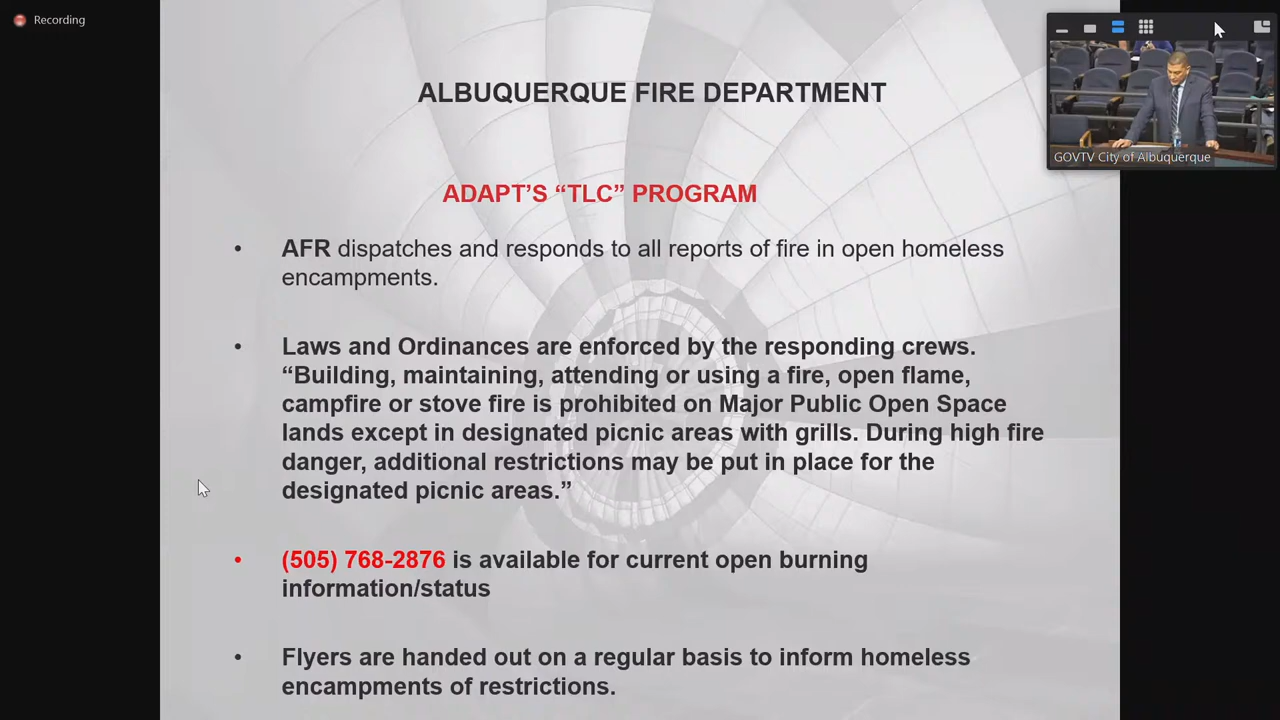 Recording
ALBUQUERQUE FIRE DEPARTMENT
GOVTV City of Albuquerque
ADAPT’S “TLC” PROGRAM
• AFR dispatches and responds to all reports of fire in open homeless
encampments.
• Laws and Ordinances are enforced by the responding crews.
“Building, maintaining, attending or using a fire, open flame,
campfire or stove fire is prohibited on Major Public Open Space
lands except in designated picnic areas with grills. During high fire
danger, additional restrictions may be put in place for the
designated picnic areas.”
• (505) 768-2876 is available for current open burning
information/status
• Flyers are handed out on a regular basis to inform homeless
encampments of restrictions.